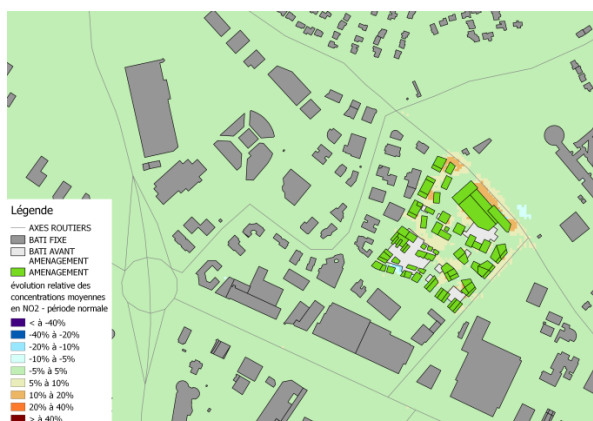 Légende
AXES ROUTIERS
BATI FIXE
BATI AVANT
AMENAGEMENT
AMENAGEMENT
évolution relative des
concentrations moyennes
en NO2 - période normale
< à -40%
-40% à -20%
-20% à -10%
-10% à -5%
-5% à 5%
5% à 10%
10% à 20%
20% à 40%
> à 40%